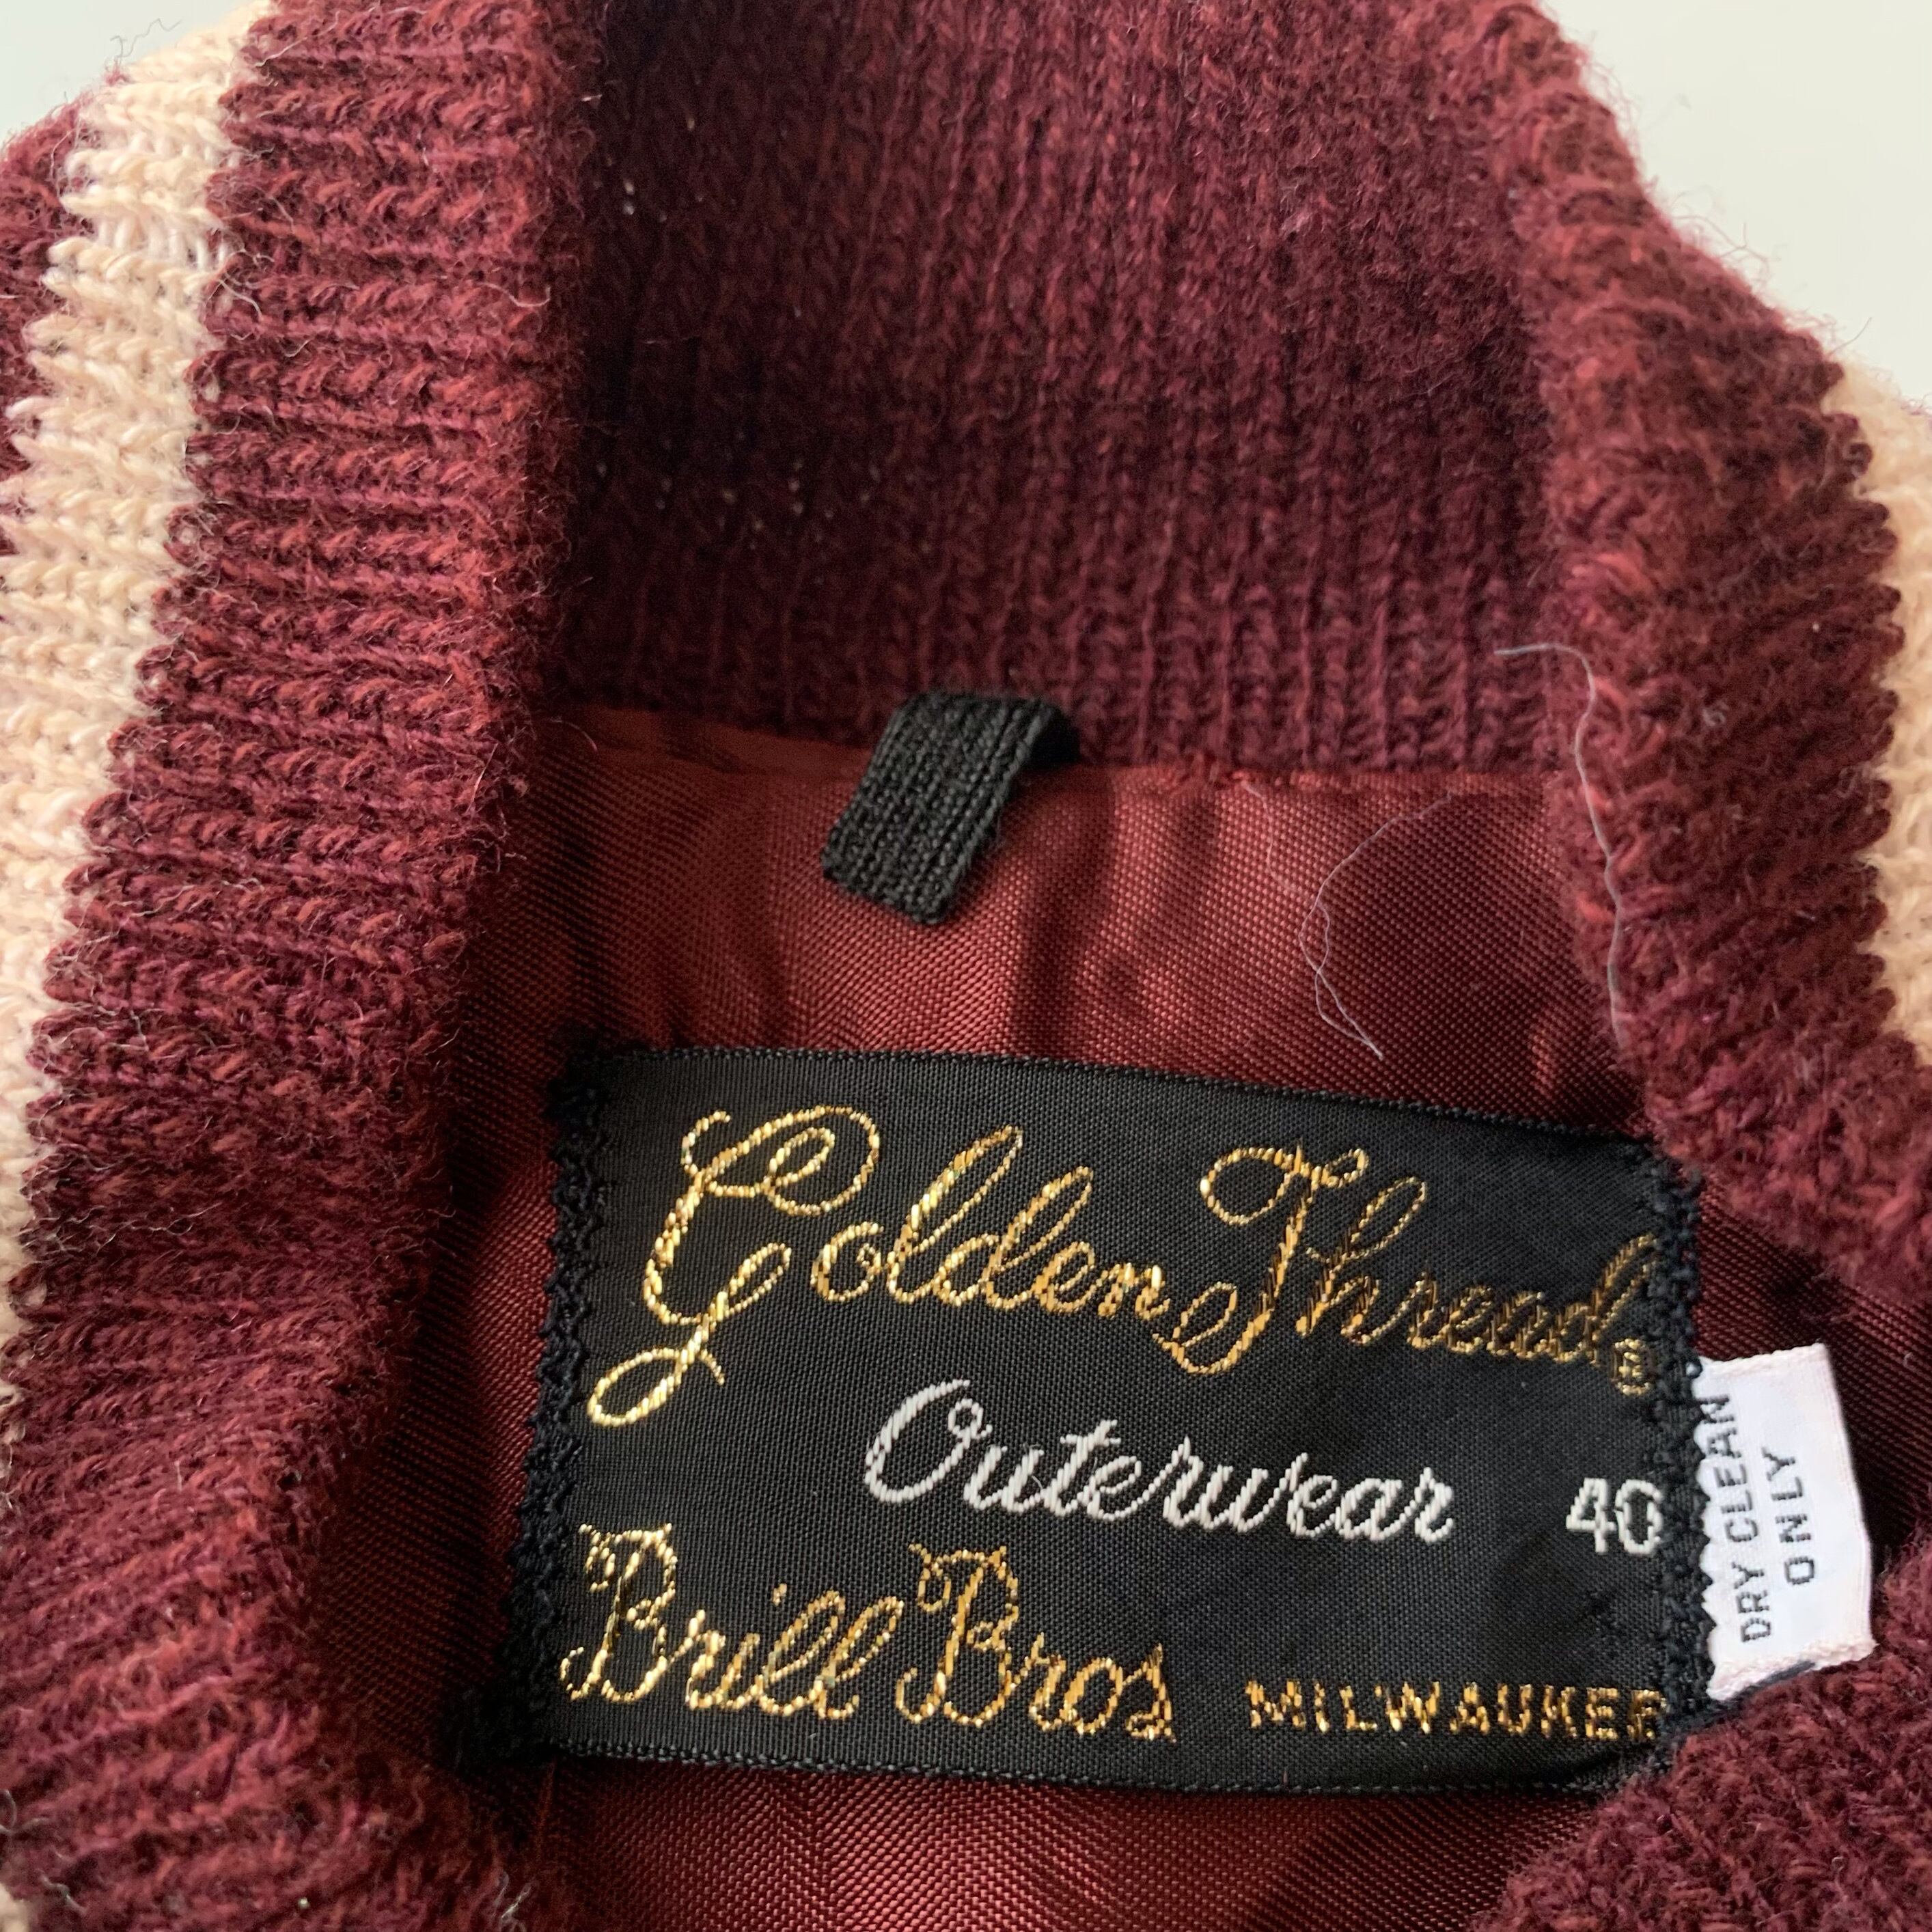 Golden Thread®
Outerwear 40
Brill Bros MILWAUKEE
DRY CLEAN
ONLY